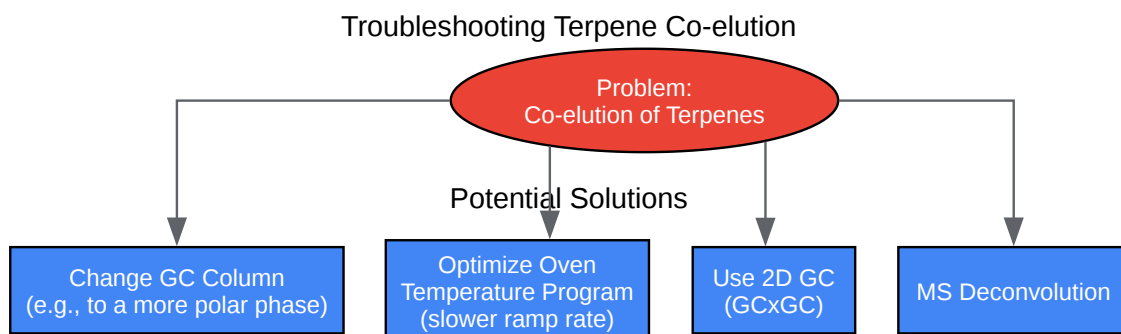 Troubleshooting Terpene Co-elution
Problem:
Co-elution of Terpenes
Potential Solutions
Change GC Column
(e.g., to a more polar phase)
Optimize Oven
Temperature Program
(slower ramp rate)
Use 2D GC
(GCxGC)
MS Deconvolution